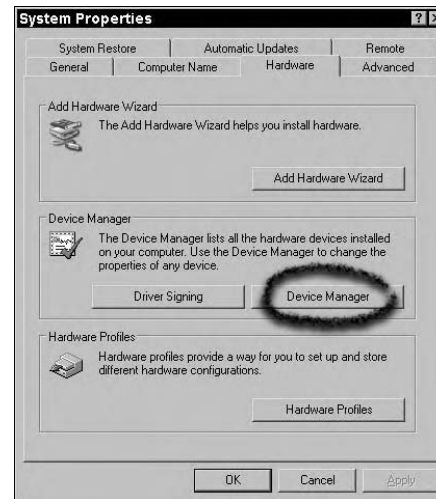 System Properties
System Restore Automatic Updates Remote
General Computer Name Hardware Advanced
Add Hardware Wizard
The Add Hardware Wizard helps you install hardware.
Add Hardware Wizard
Device Manager
The Device Manager lists all the hardware devices installed
on your computer. Use the Device Manager to change the
properties of any device.
Driver Signing Device Manager
Hardware Profiles
Hardware profiles provide a way for you to set up and store
different hardware configurations.
Hardware Profiles
OK Cancel Apply